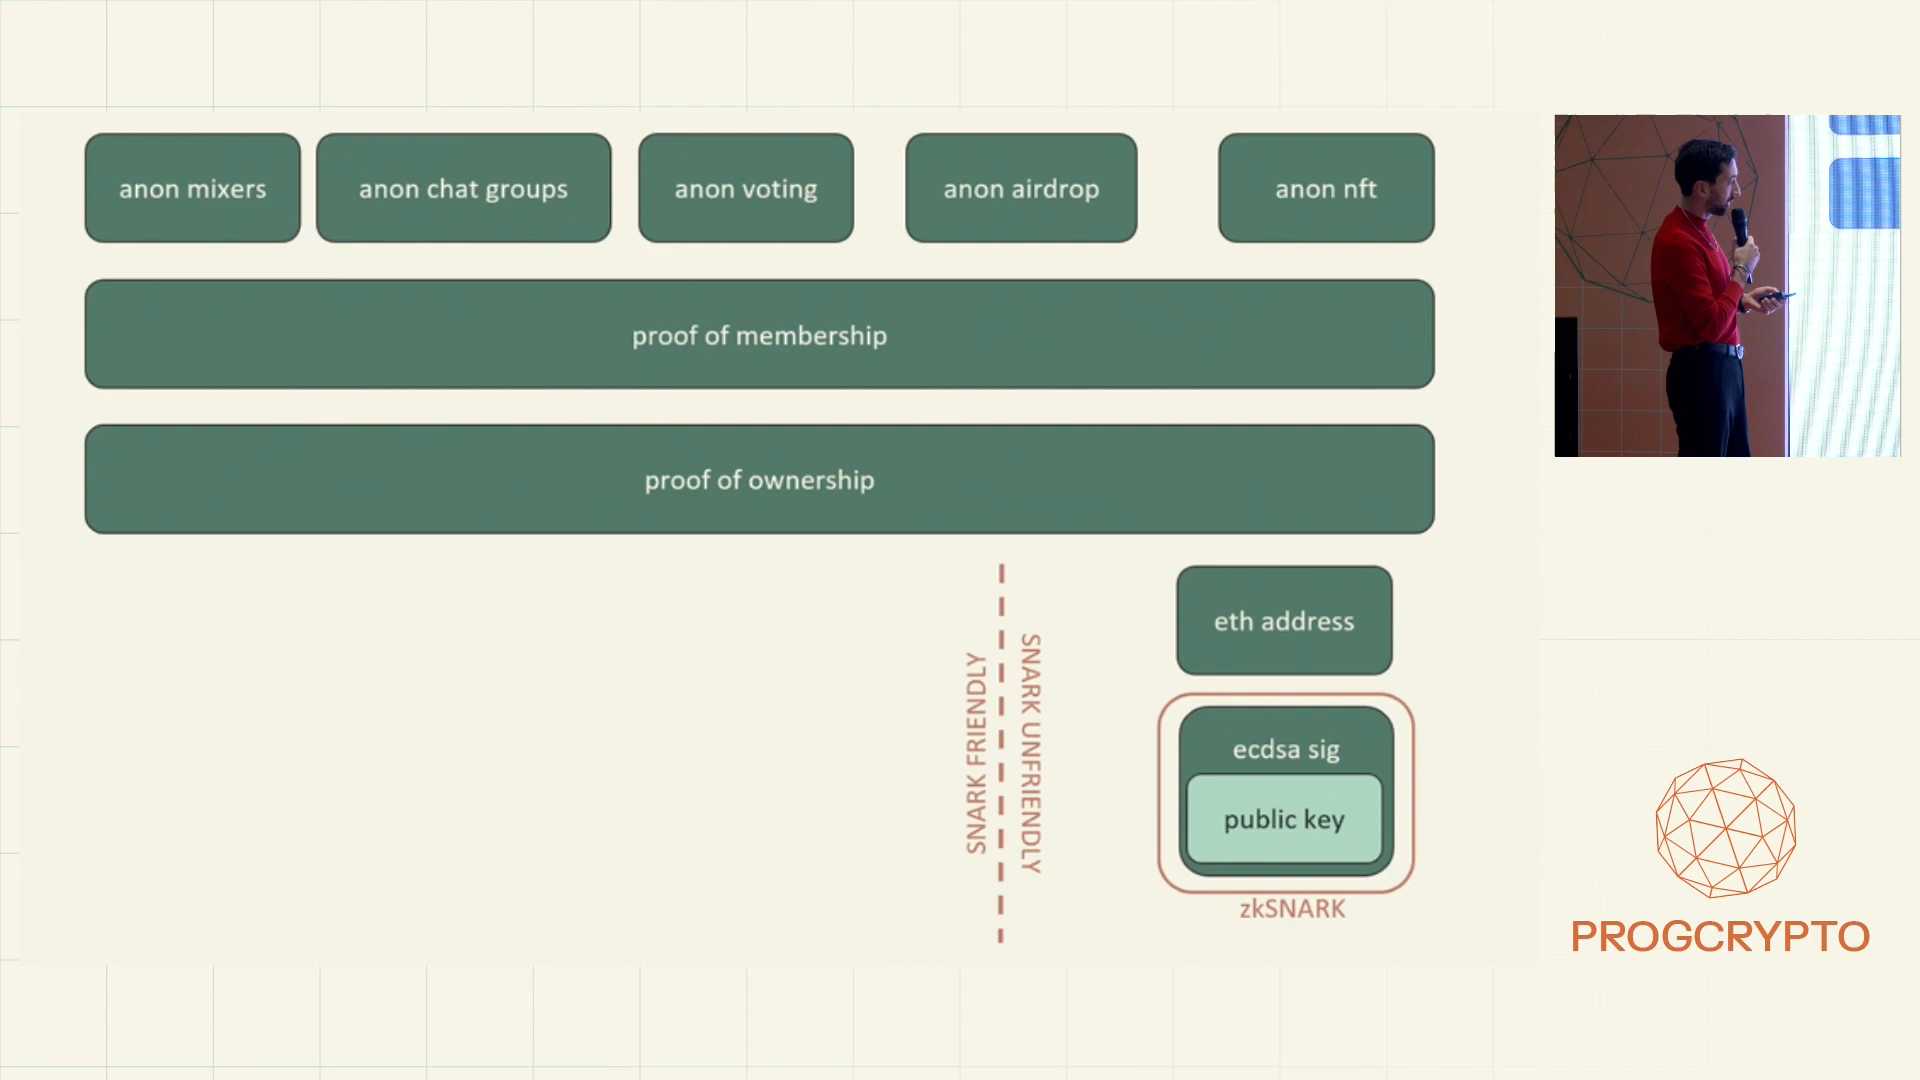 anon mixers
anon chat groups
anon voting
anon airdrop
anon nft
proof of membership
proof of ownership
SNARK FRIENDLY
SNARK UNFRIENDLY
eth address
ecdsa sig
public key
zkSNARK
PROGCRYPTO